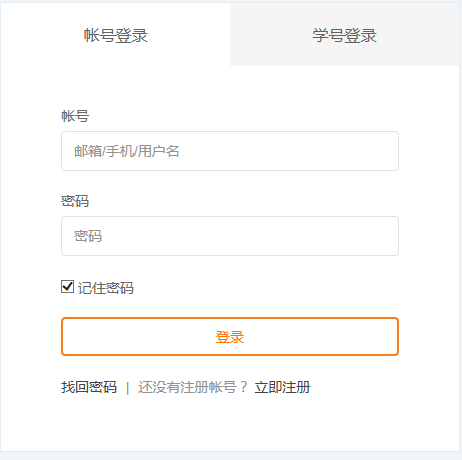 帐号登录 学号登录
帐号
邮箱/手机/用户名
密码
密码
记住密码
登录
找回密码 | 还没有注册帐号？ 立即注册